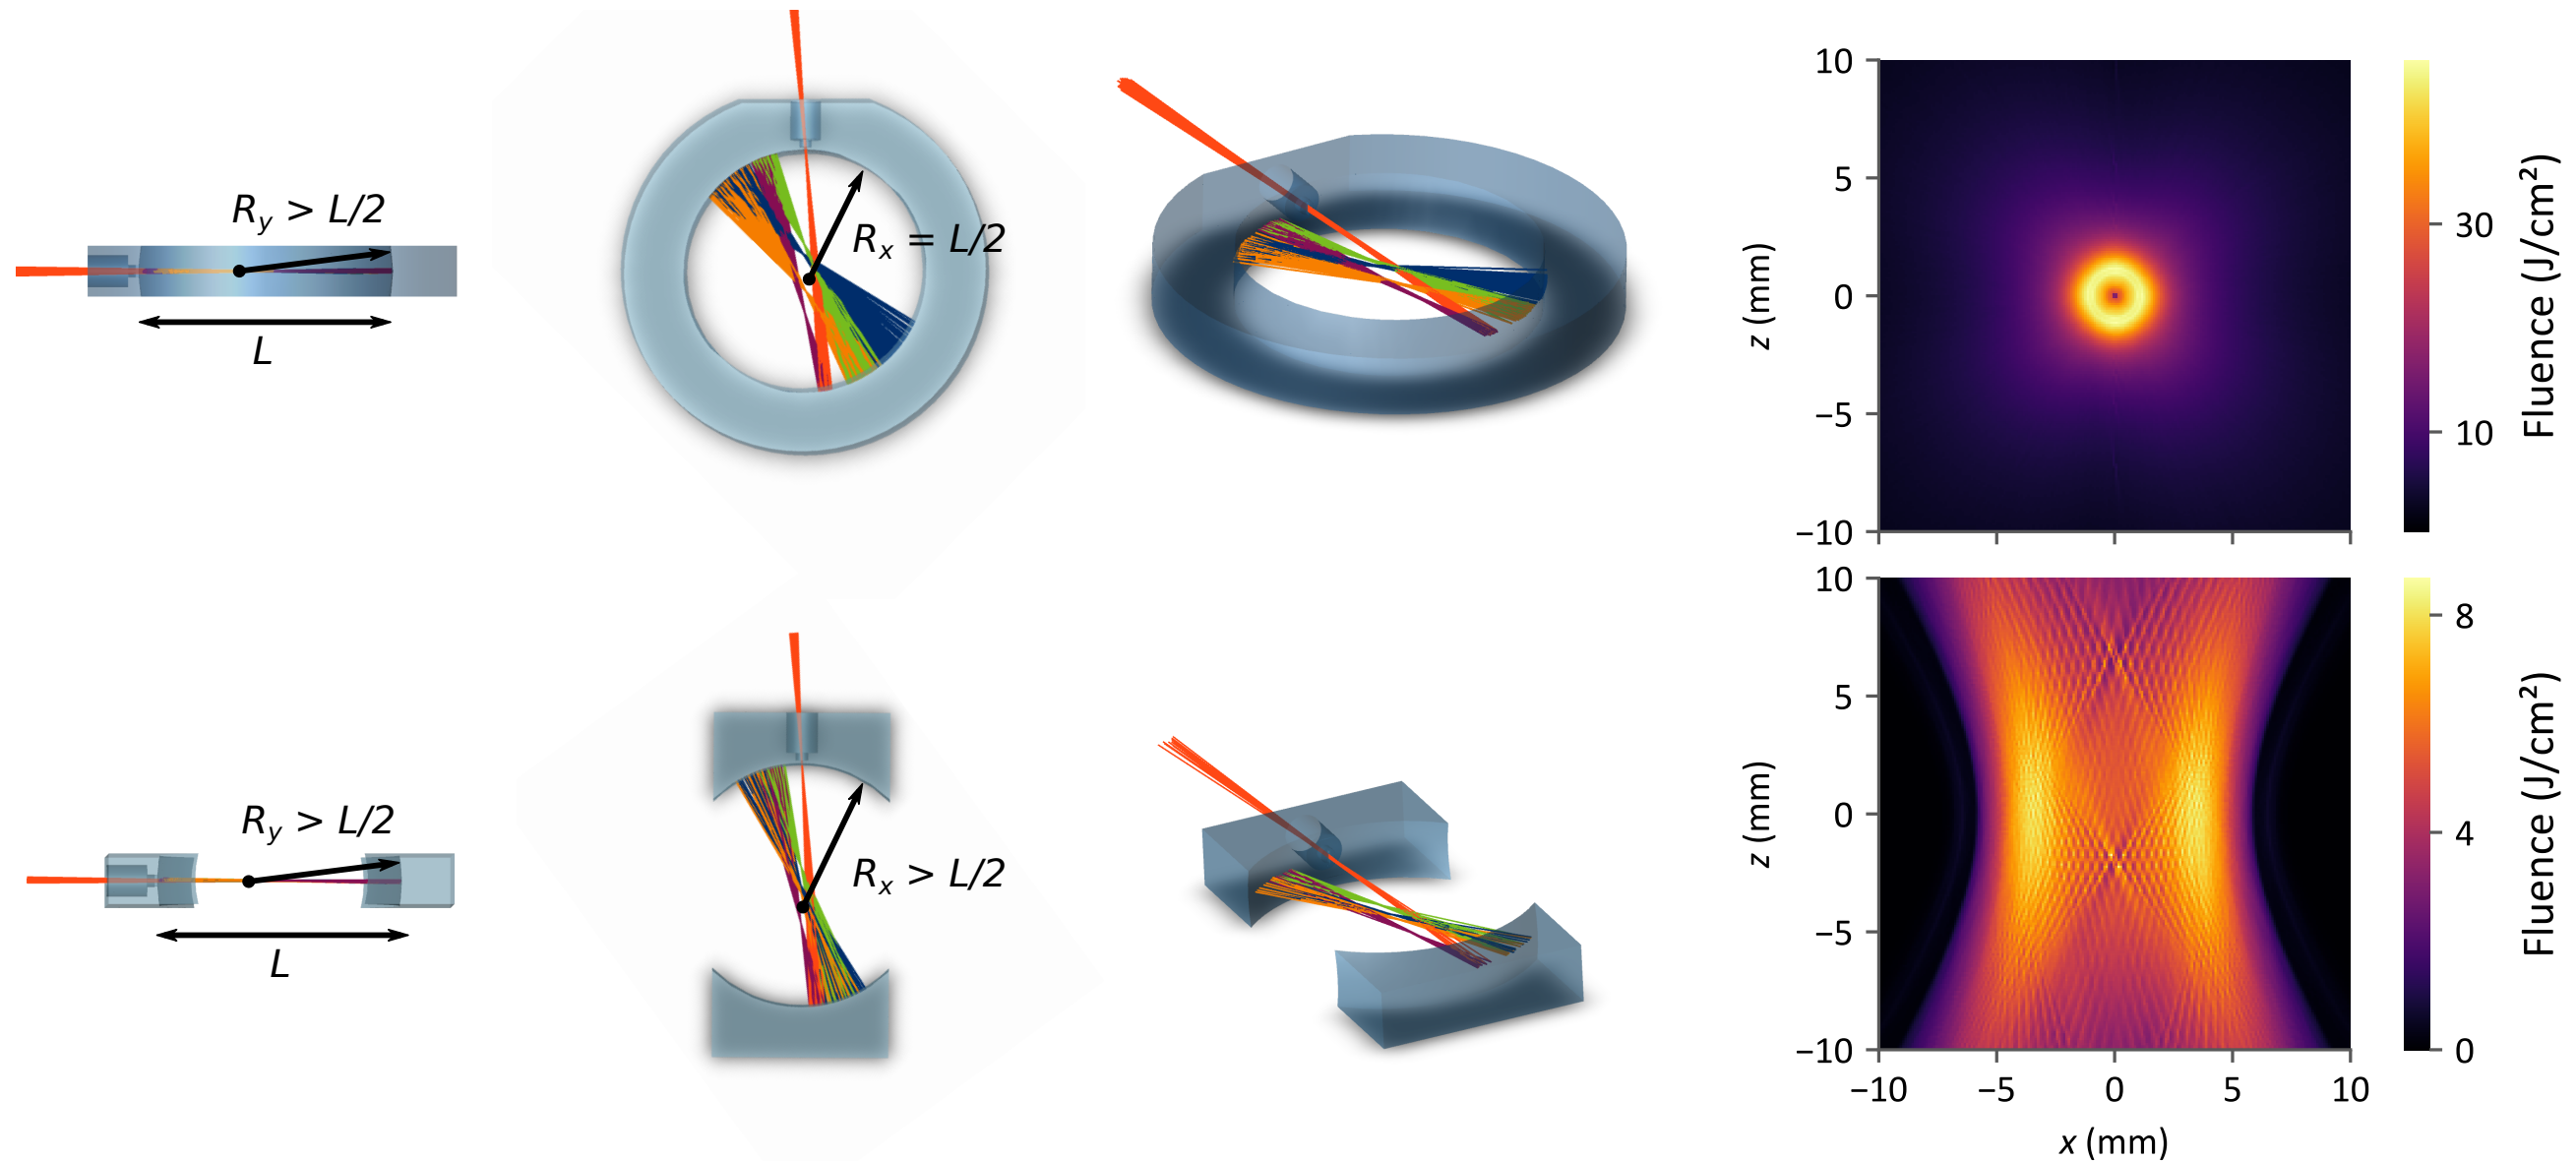 R_y > L/2
L
R_x = L/2
10
5
0
−5
−10
z (mm)
30
10
Fluence (J/cm²)
R_y > L/2
L
R_x > L/2
10
5
0
−5
−10
z (mm)
−10 −5 0 5 10
x (mm)
8
4
0
Fluence (J/cm²)